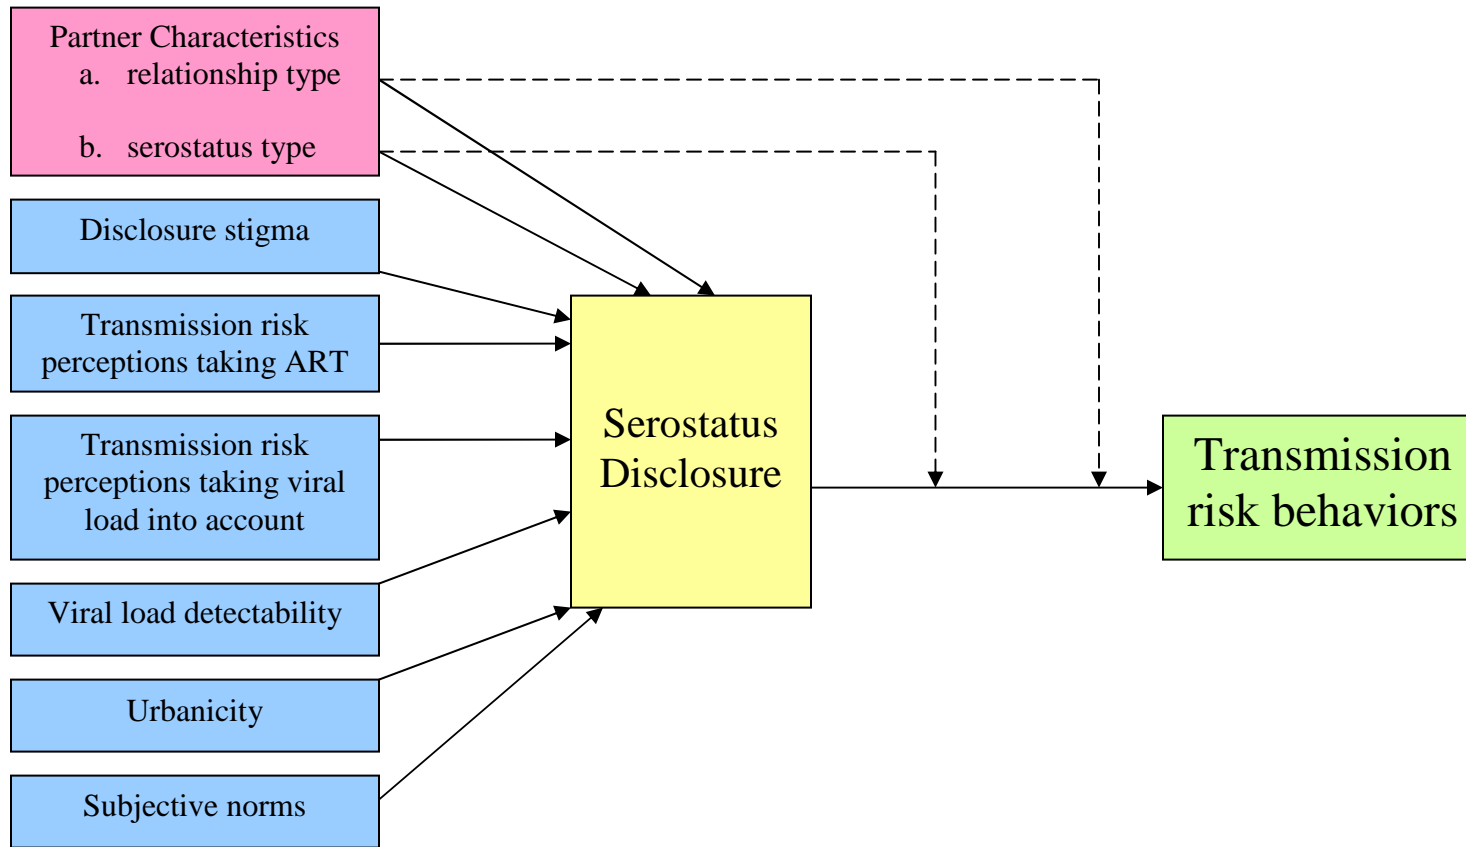 Partner Characteristics
a. relationship type
b. serostatus type
Disclosure stigma
Transmission risk
perceptions taking ART
Transmission risk
perceptions taking viral
load into account
Viral load detectability
Urbanicity
Subjective norms
Serostatus
Disclosure
Transmission
risk behaviors